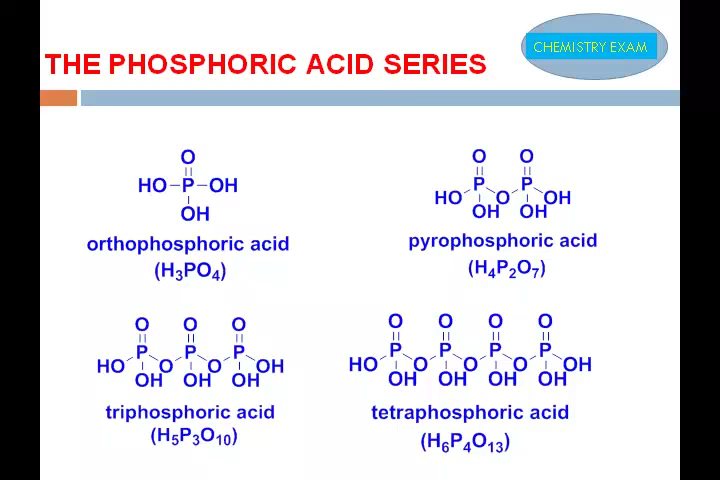 CHEMISTRY EXAM
THE PHOSPHORIC ACID SERIES
O
HO P OH
OH
orthophosphoric acid
(H₃PO₄)
O O
P P
HO O OH
OH OH
pyrophosphoric acid
(H₄P₂O₇)
O O O
P P P
HO O O OH
OH OH OH
triphosphoric acid
(H₅P₃O₁₀)
O O O O
P P P P
HO O O O OH
OH OH OH OH
tetraphosphoric acid
(H₆P₄O₁₃)